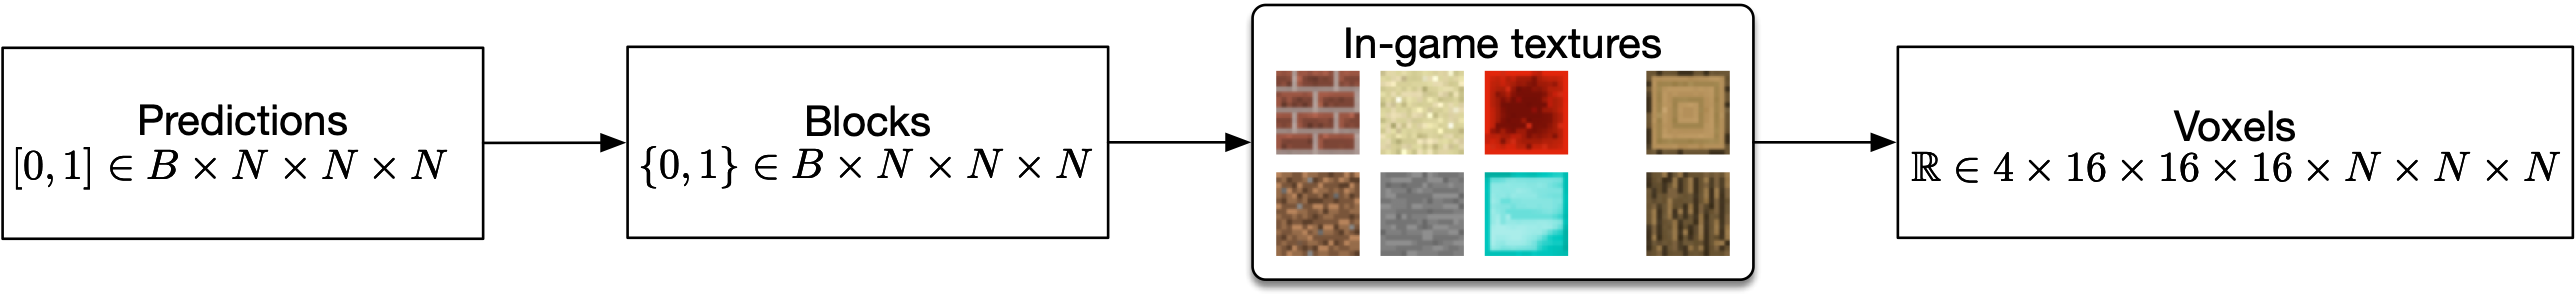 Predictions
[0, 1] ∈ B × N × N × N
Blocks
{0, 1} ∈ B × N × N × N
In-game textures
Voxels
ℝ ∈ 4 × 16 × 16 × 16 × N × N × N